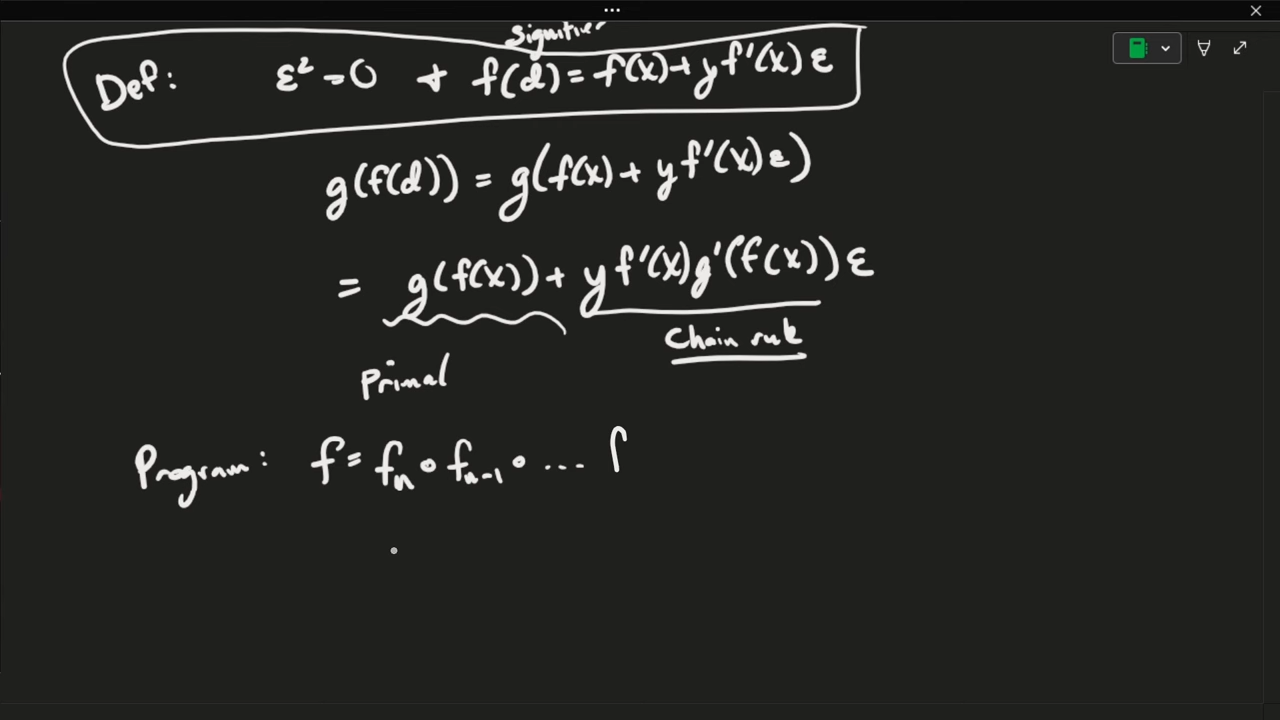 Def: ε² = 0 + f(d) = f(x) + y f'(x) ε
g(f(d)) = g(f(x) + y f'(x) ε)
= g(f(x)) + y f'(x) g'(f(x)) ε
Chain rule
Primal
Program: f = fₙ ∘ fₙ₋₁ ∘ ... f